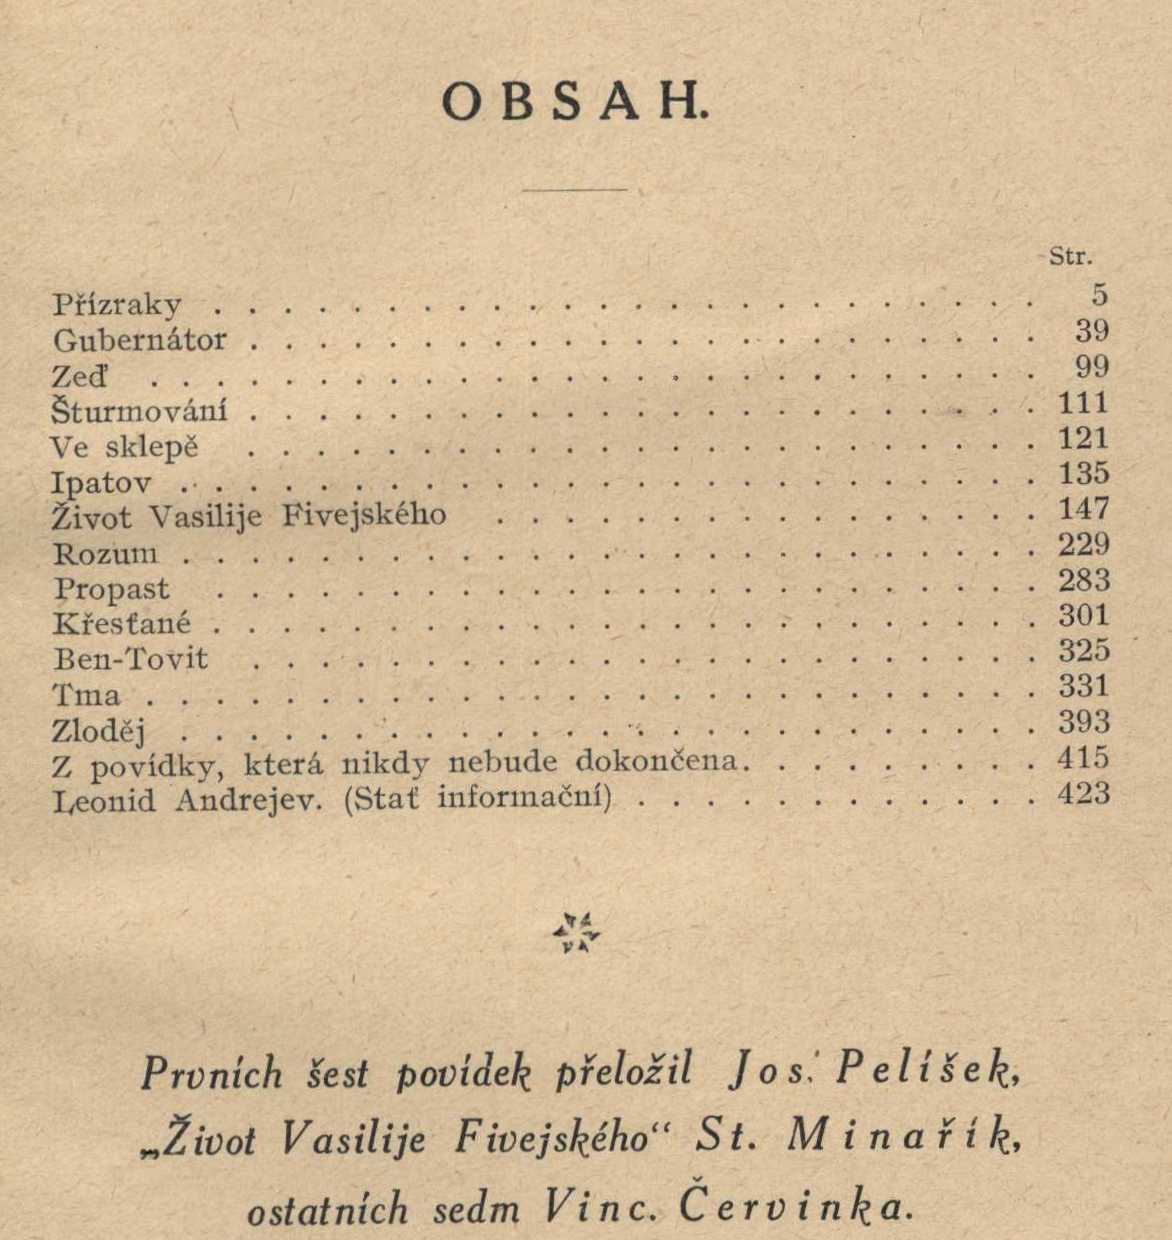 OBSAH.
Str.
Přízraky . . . . . . . . . . . . . . . . . . . . . . . . 5
Gubernátor . . . . . . . . . . . . . . . . . . . . . . . 39
Zeď . . . . . . . . . . . . . . . . . . . . . . . . . . 99
Šturmování . . . . . . . . . . . . . . . . . . . . . . . 111
Ve sklepě . . . . . . . . . . . . . . . . . . . . . . . 121
Ipatov . . . . . . . . . . . . . . . . . . . . . . . . . 135
Život Vasilije Fivejského . . . . . . . . . . . . . . . . 147
Rozum . . . . . . . . . . . . . . . . . . . . . . . . . 229
Propast . . . . . . . . . . . . . . . . . . . . . . . . 283
Křesťané . . . . . . . . . . . . . . . . . . . . . . . . 301
Ben-Tovit . . . . . . . . . . . . . . . . . . . . . . . 325
Tma . . . . . . . . . . . . . . . . . . . . . . . . . . 331
Zloděj . . . . . . . . . . . . . . . . . . . . . . . . . 393
Z povídky, která nikdy nebude dokončena. . . . . . . . . 415
Leonid Andrejev. (Stať informační) . . . . . . . . . . . . 423
Prvních šest povídek přeložil Jos. Pelíšek,
„Život Vasilije Fivejského“ St. Minařík,
ostatních sedm Vinc. Červinka.